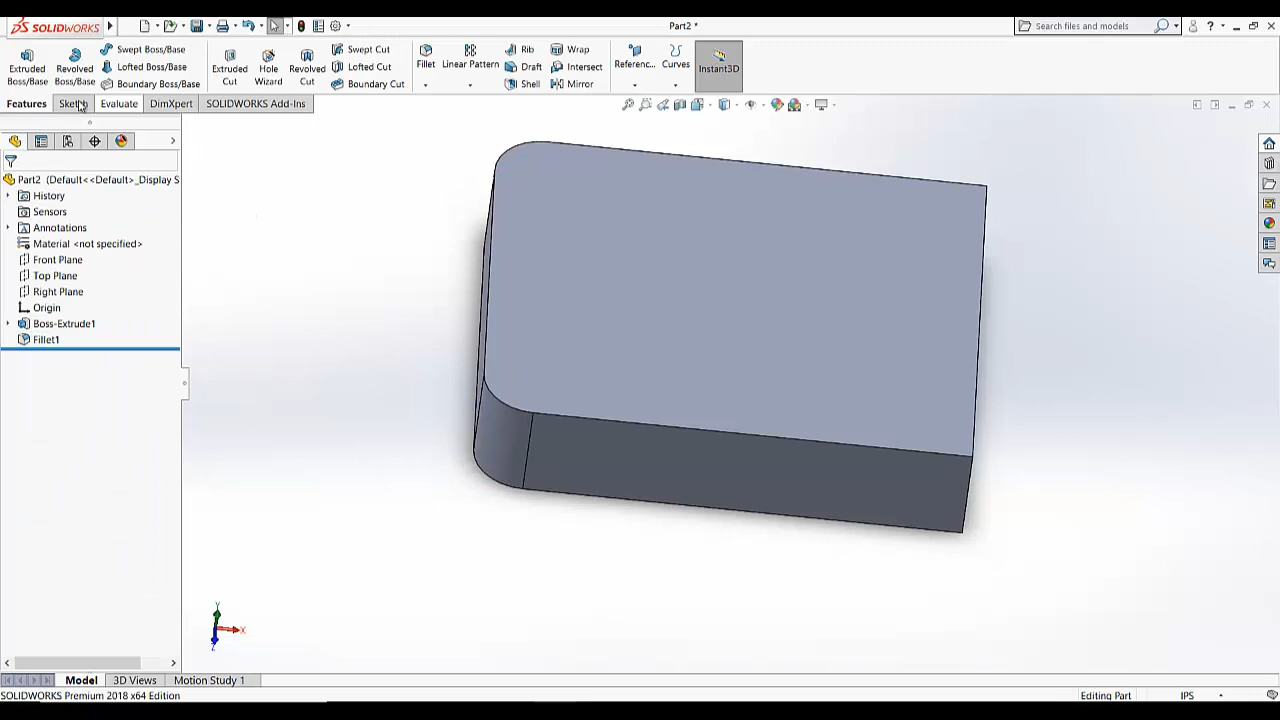 SOLIDWORKS
Part2 *
Search files and models
?
Extruded Boss/Base
Revolved Boss/Base
Swept Boss/Base
Lofted Boss/Base
Boundary Boss/Base
Extruded Cut
Hole Wizard
Revolved Cut
Swept Cut
Lofted Cut
Boundary Cut
Fillet
Linear Pattern
Rib
Draft
Shell
Wrap
Intersect
Mirror
Referenc...
Curves
Instant3D
Features
Evaluate
DimXpert
SOLIDWORKS Add-Ins
Part2 (Default<<Default>_Display S
History
Sensors
Annotations
Material <not specified>
Front Plane
Top Plane
Right Plane
Origin
Boss-Extrude1
Fillet1
Y
X
Z
Model
3D Views
Motion Study 1
SOLIDWORKS Premium 2018 x64 Edition
Editing Part
IPS